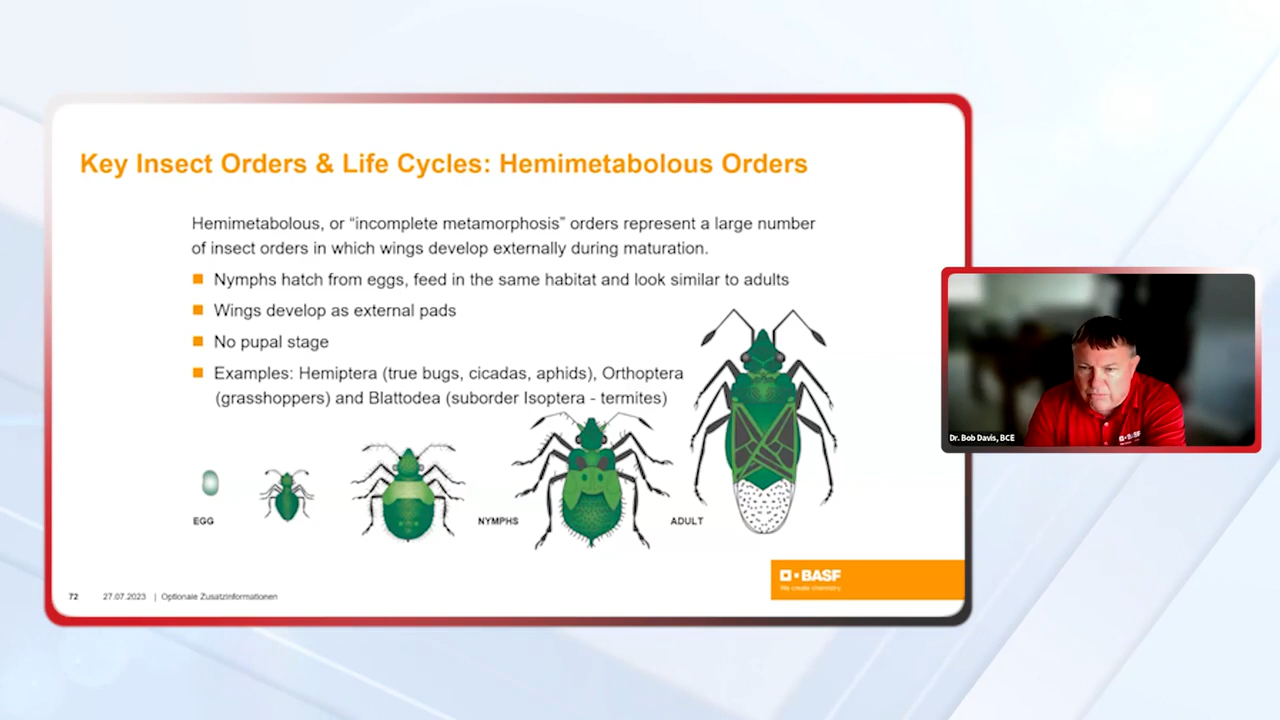 Key Insect Orders & Life Cycles: Hemimetabolous Orders
Hemimetabolous, or “incomplete metamorphosis” orders represent a large number
of insect orders in which wings develop externally during maturation.
Nymphs hatch from eggs, feed in the same habitat and look similar to adults
Wings develop as external pads
No pupal stage
Examples: Hemiptera (true bugs, cicadas, aphids), Orthoptera
(grasshoppers) and Blattodea (suborder Isoptera - termites)
EGG
NYMPHS
ADULT
BASF
We create chemistry
72 27.07.2023 | Optionale Zusatzinformationen
Dr. Bob Davis, BCE
BASF